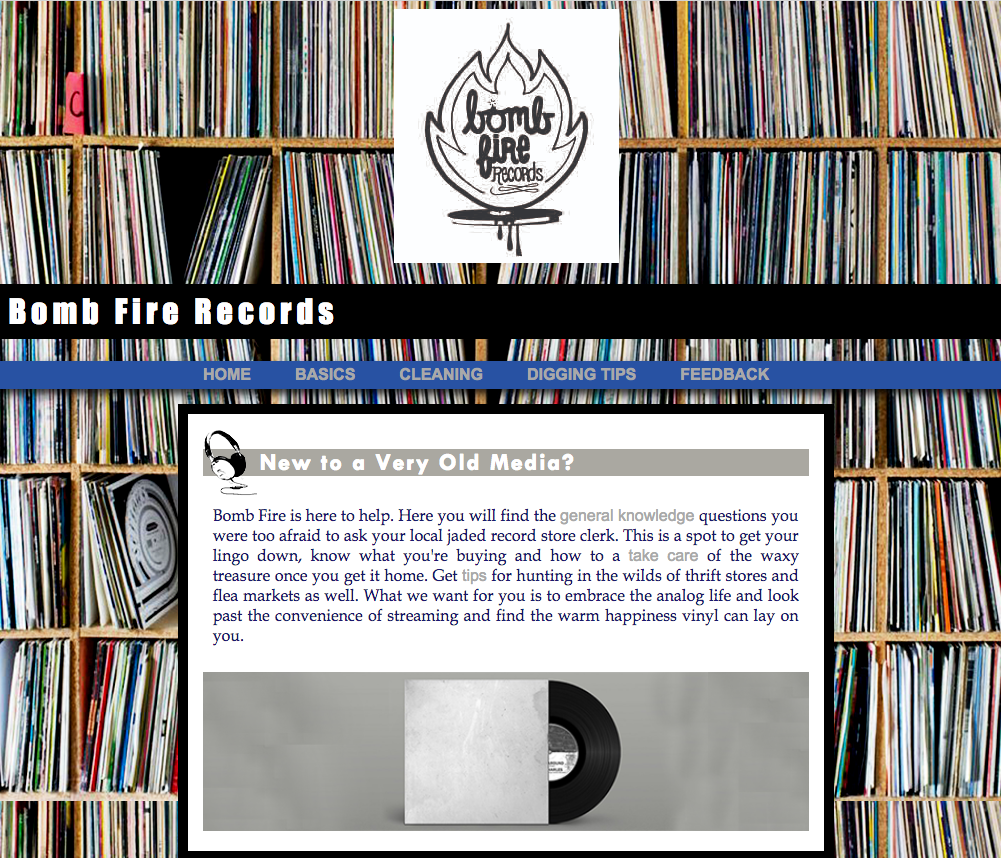 C
bomb
fire
Records
Bomb Fire Records
HOME BASICS CLEANING DIGGING TIPS FEEDBACK
New to a Very Old Media?
Bomb Fire is here to help. Here you will find the general knowledge questions you
were too afraid to ask your local jaded record store clerk. This is a spot to get your
lingo down, know what you're buying and how to a take care of the waxy
treasure once you get it home. Get tips for hunting in the wilds of thrift stores and
flea markets as well. What we want for you is to embrace the analog life and look
past the convenience of streaming and find the warm happiness vinyl can lay on
you.